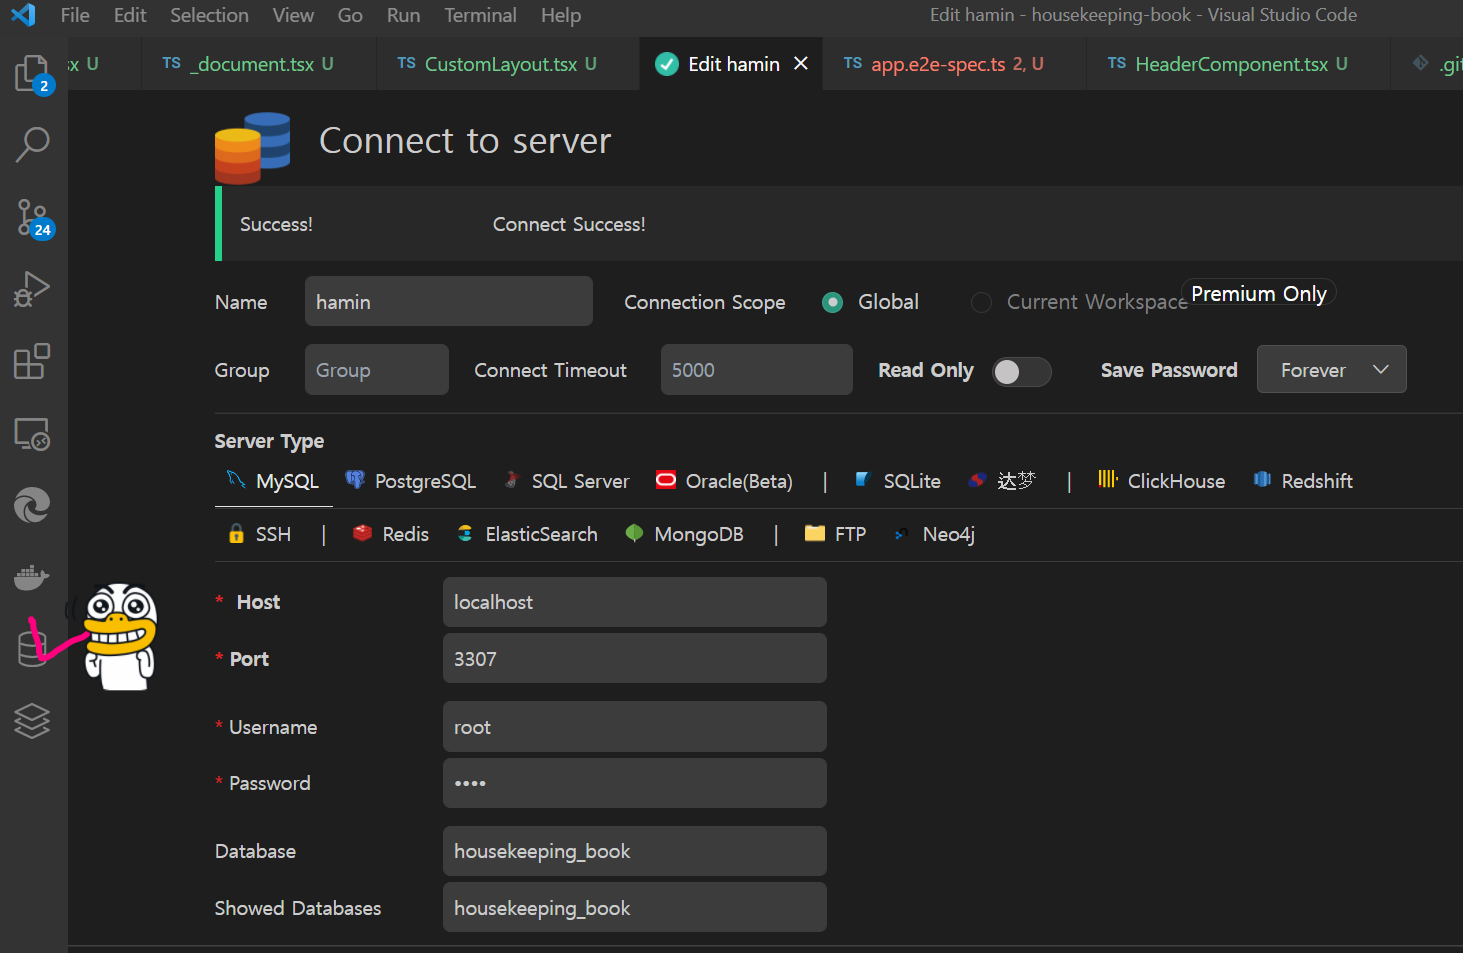 File Edit Selection View Go Run Terminal Help Edit hamin - housekeeping-book - Visual Studio Code
sx U TS _document.tsx U TS CustomLayout.tsx U Edit hamin TS app.e2e-spec.ts 2, U TS HeaderComponent.tsx U .git
2
Connect to server
24
Success! Connect Success!
Name hamin Connection Scope Global Current Workspace Premium Only
Group Group Connect Timeout 5000 Read Only Save Password Forever
Server Type
MySQL PostgreSQL SQL Server Oracle(Beta) | SQLite 达梦 | ClickHouse Redshift
SSH | Redis ElasticSearch MongoDB | FTP Neo4j
* Host localhost
* Port 3307
* Username root
* Password ••••
Database housekeeping_book
Showed Databases housekeeping_book